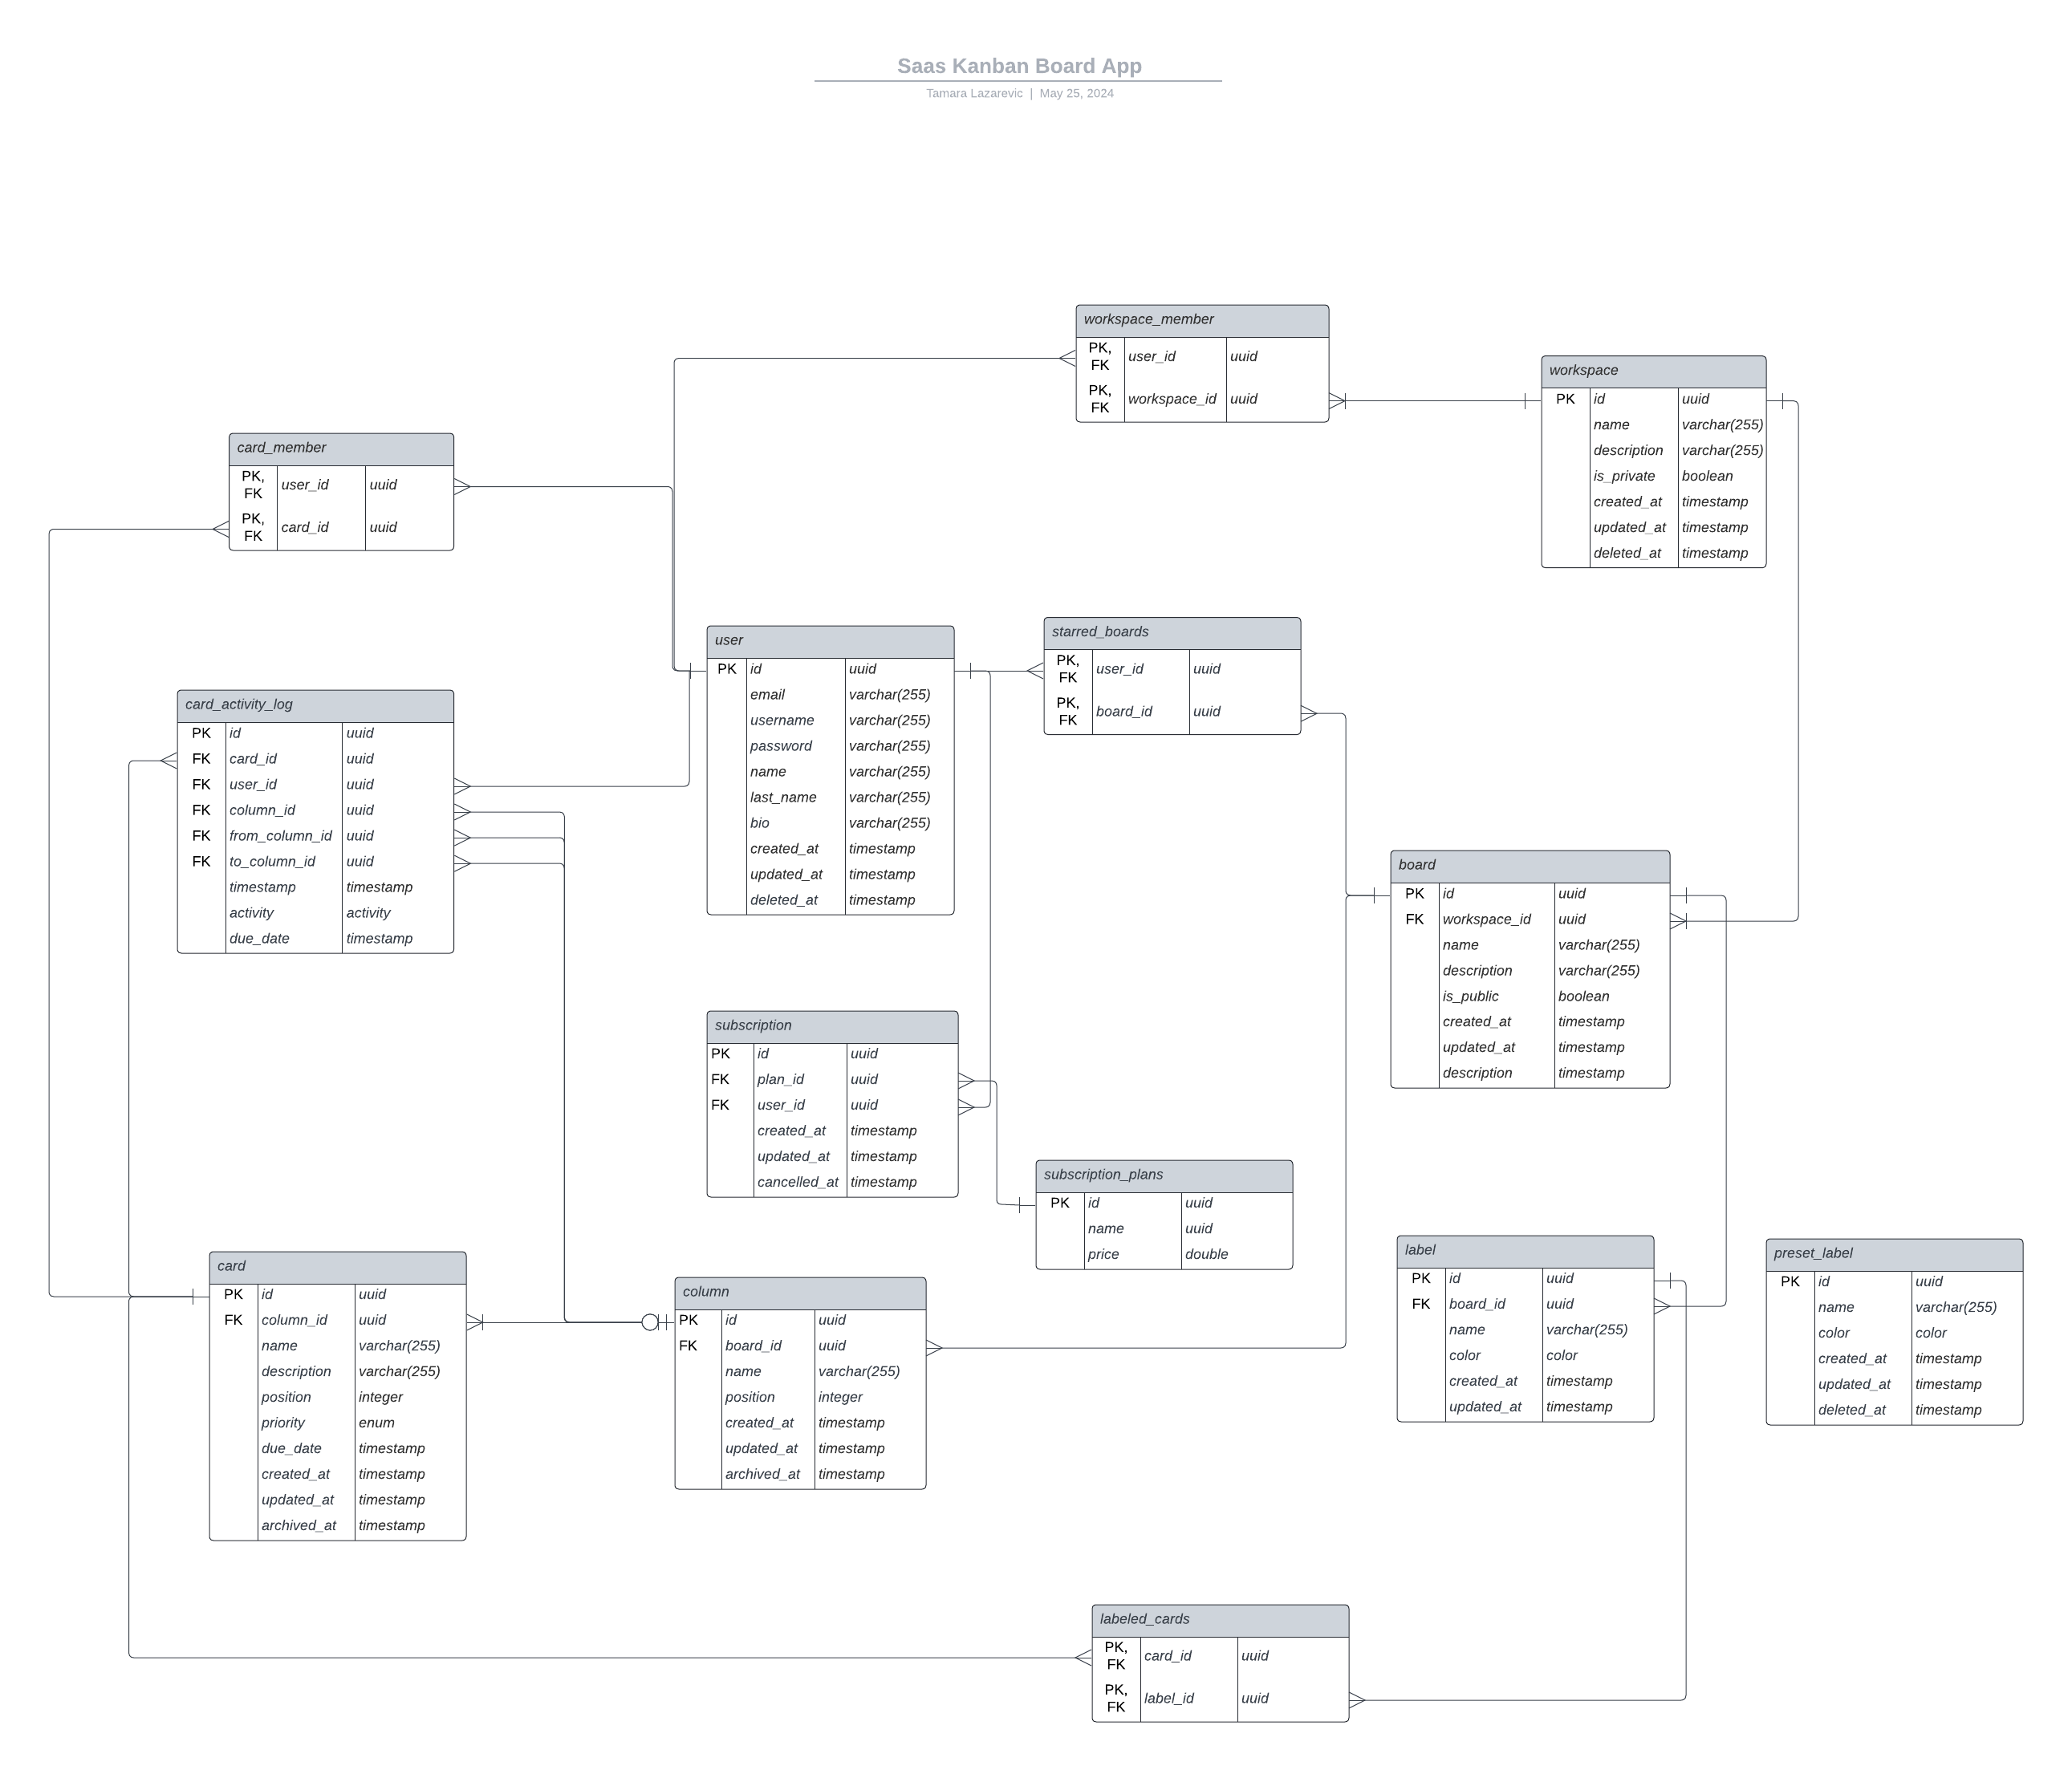 Saas Kanban Board App
Tamara Lazarevic | May 25, 2024
workspace_member
PK, FK user_id uuid
PK, FK workspace_id uuid
workspace
PK id uuid
name varchar(255)
description varchar(255)
is_private boolean
created_at timestamp
updated_at timestamp
deleted_at timestamp
card_member
PK, FK user_id uuid
PK, FK card_id uuid
user
PK id uuid
email varchar(255)
username varchar(255)
password varchar(255)
name varchar(255)
last_name varchar(255)
bio varchar(255)
created_at timestamp
updated_at timestamp
deleted_at timestamp
starred_boards
PK, FK user_id uuid
PK, FK board_id uuid
card_activity_log
PK id uuid
FK card_id uuid
FK user_id uuid
FK column_id uuid
FK from_column_id uuid
FK to_column_id uuid
timestamp timestamp
activity activity
due_date timestamp
board
PK id uuid
FK workspace_id uuid
name varchar(255)
description varchar(255)
is_public boolean
created_at timestamp
updated_at timestamp
description timestamp
subscription
PK id uuid
FK plan_id uuid
FK user_id uuid
created_at timestamp
updated_at timestamp
cancelled_at timestamp
subscription_plans
PK id uuid
name uuid
price double
card
PK id uuid
FK column_id uuid
name varchar(255)
description varchar(255)
position integer
priority enum
due_date timestamp
created_at timestamp
updated_at timestamp
archived_at timestamp
column
PK id uuid
FK board_id uuid
name varchar(255)
position integer
created_at timestamp
updated_at timestamp
archived_at timestamp
label
PK id uuid
FK board_id uuid
name varchar(255)
color color
created_at timestamp
updated_at timestamp
preset_label
PK id uuid
name varchar(255)
color color
created_at timestamp
updated_at timestamp
deleted_at timestamp
labeled_cards
PK, FK card_id uuid
PK, FK label_id uuid